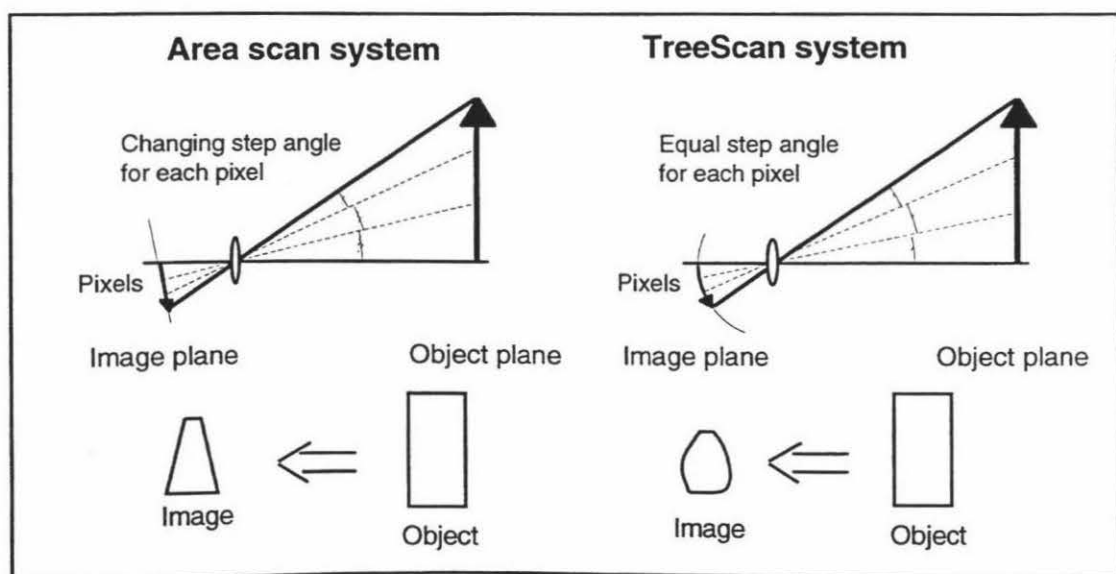 Area scan system
Changing step angle
for each pixel
Pixels
Image plane
Object plane
Image
Object
TreeScan system
Equal step angle
for each pixel
Pixels
Image plane
Object plane
Image
Object